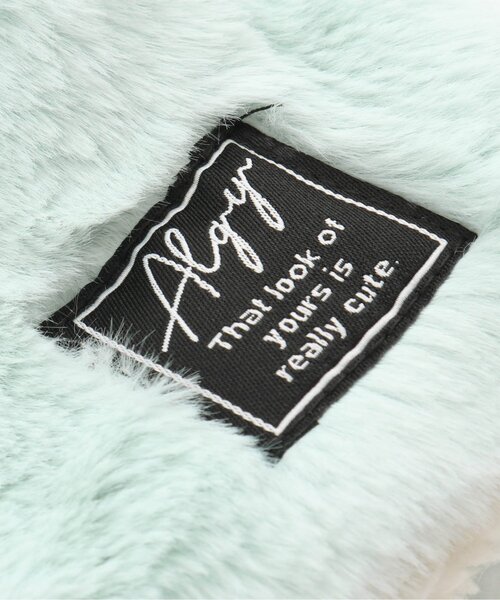 Algy
That look of
yours is
really cute.